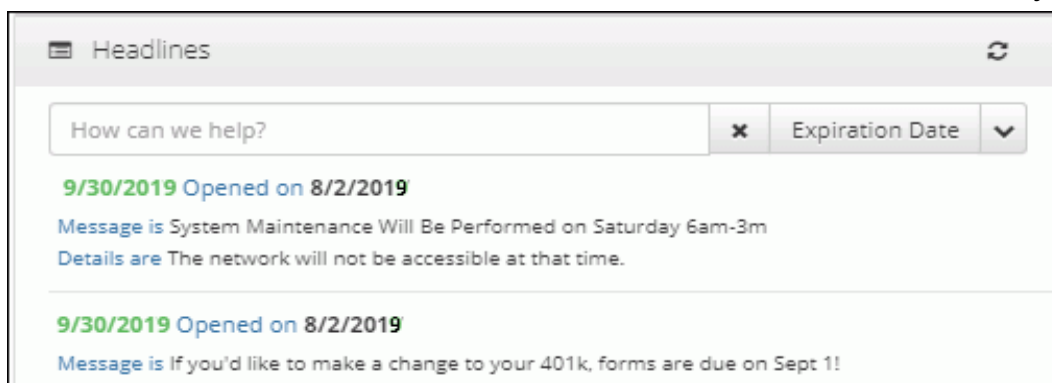 Headlines
How can we help? Expiration Date
9/30/2019 Opened on 8/2/2019
Message is System Maintenance Will Be Performed on Saturday 6am-3m
Details are The network will not be accessible at that time.
9/30/2019 Opened on 8/2/2019
Message is If you'd like to make a change to your 401k, forms are due on Sept 1!